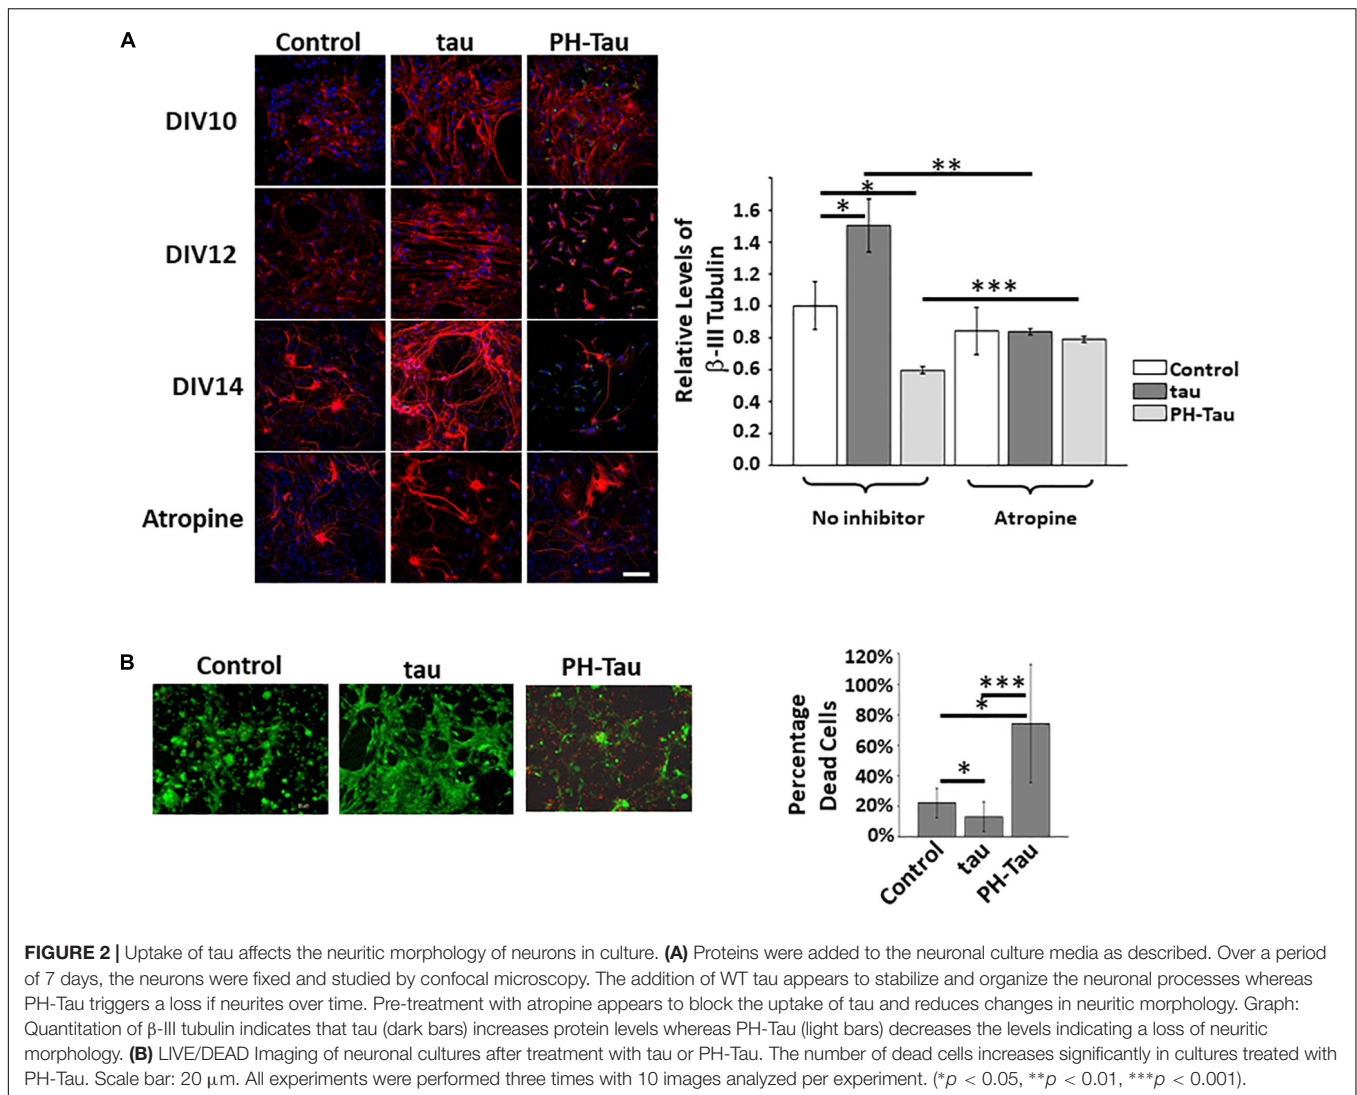 A
Control tau PH-Tau
DIV10
DIV12
DIV14
Atropine
Relative Levels of
β-III Tubulin
1.6
1.4
1.2
1.0
0.8
0.6
0.4
0.2
0.0
* * ** ***
No inhibitor Atropine
Control
tau
PH-Tau
B
Control tau PH-Tau
Percentage
Dead Cells
120%
100%
80%
60%
40%
20%
0%
***
*
*
Control tau PH-Tau
FIGURE 2 | Uptake of tau affects the neuritic morphology of neurons in culture. (A) Proteins were added to the neuronal culture media as described. Over a period
of 7 days, the neurons were fixed and studied by confocal microscopy. The addition of WT tau appears to stabilize and organize the neuronal processes whereas
PH-Tau triggers a loss if neurites over time. Pre-treatment with atropine appears to block the uptake of tau and reduces changes in neuritic morphology. Graph:
Quantitation of β-III tubulin indicates that tau (dark bars) increases protein levels whereas PH-Tau (light bars) decreases the levels indicating a loss of neuritic
morphology. (B) LIVE/DEAD Imaging of neuronal cultures after treatment with tau or PH-Tau. The number of dead cells increases significantly in cultures treated with
PH-Tau. Scale bar: 20 μm. All experiments were performed three times with 10 images analyzed per experiment. (*p < 0.05, **p < 0.01, ***p < 0.001).